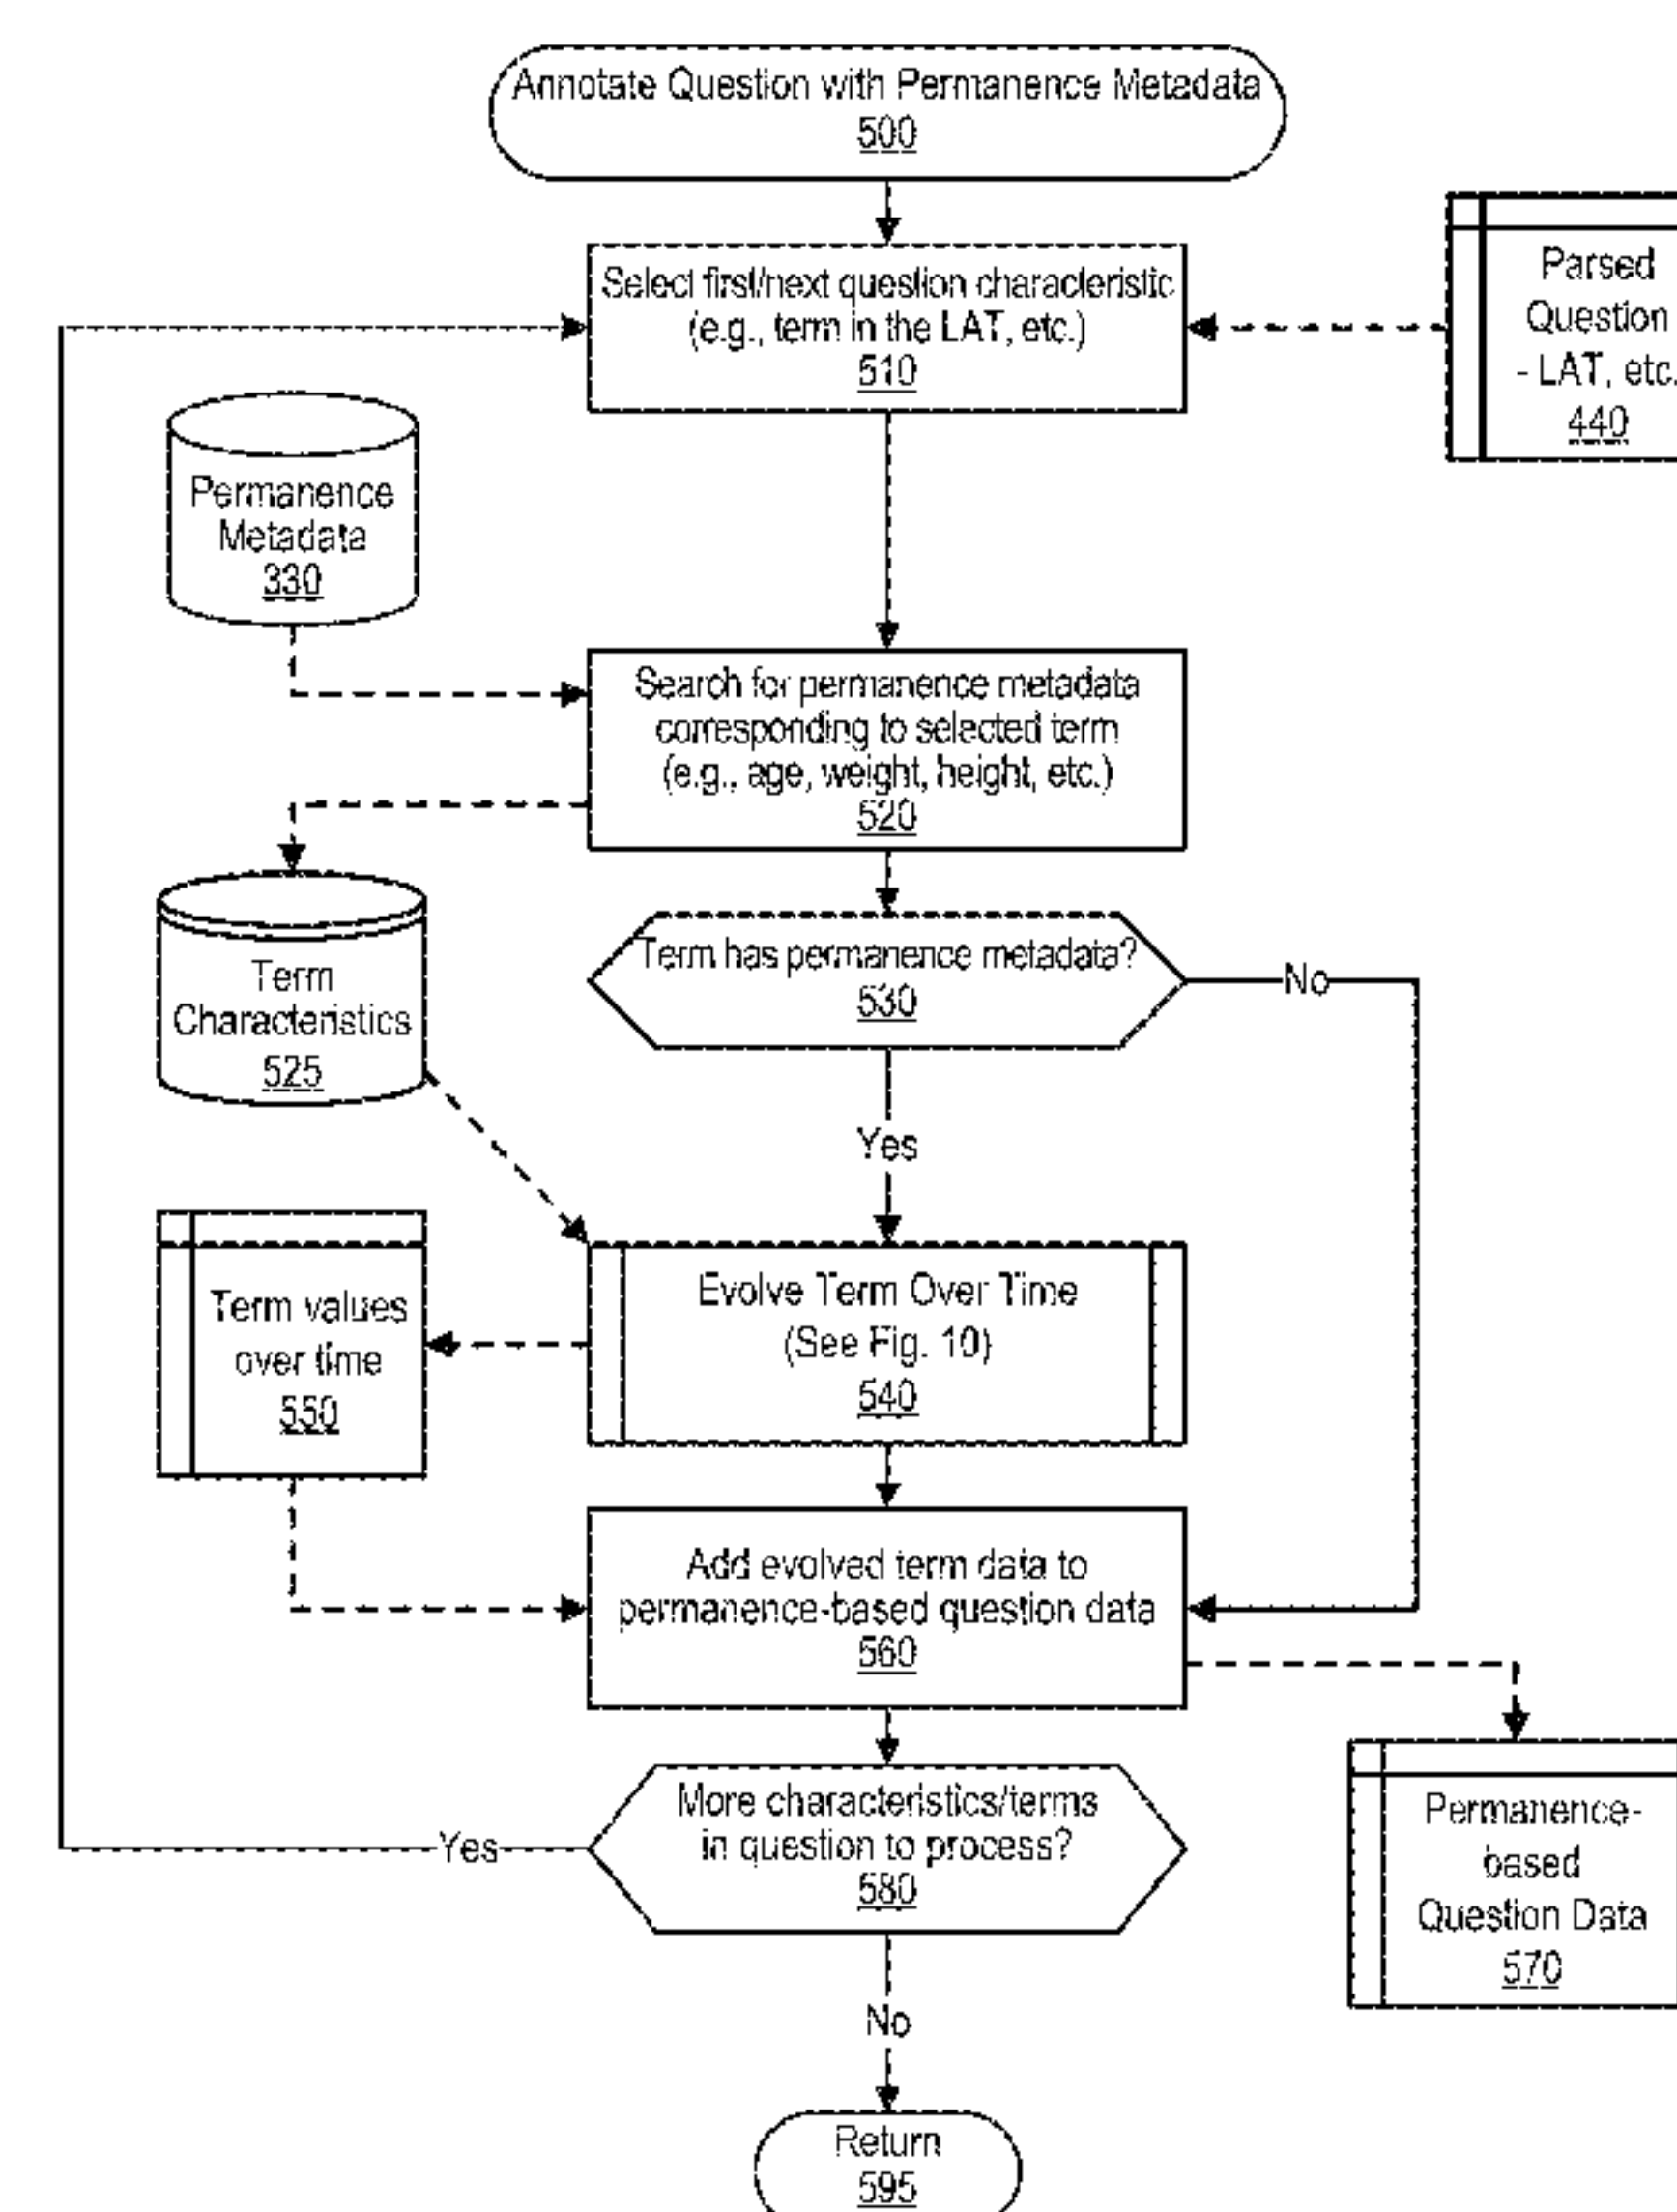 Annotate Question with Permanence Metadata
500
Select first/next question characteristic
(e.g., term in the LAT, etc.)
510
Parsed
Question
- LAT, etc.
440
Permanence
Metadata
330
Search for permanence metadata
corresponding to selected term
(e.g., age, weight, height, etc.)
520
Term
Characteristics
525
Term has permanence metadata?
530
No
Yes
Evolve Term Over Time
(See Fig. 10)
540
Term values
over time
550
Add evolved term data to
permanence-based question data
560
Permanence-
based
Question Data
570
More characteristics/terms
in question to process?
580
Yes
No
Return
595